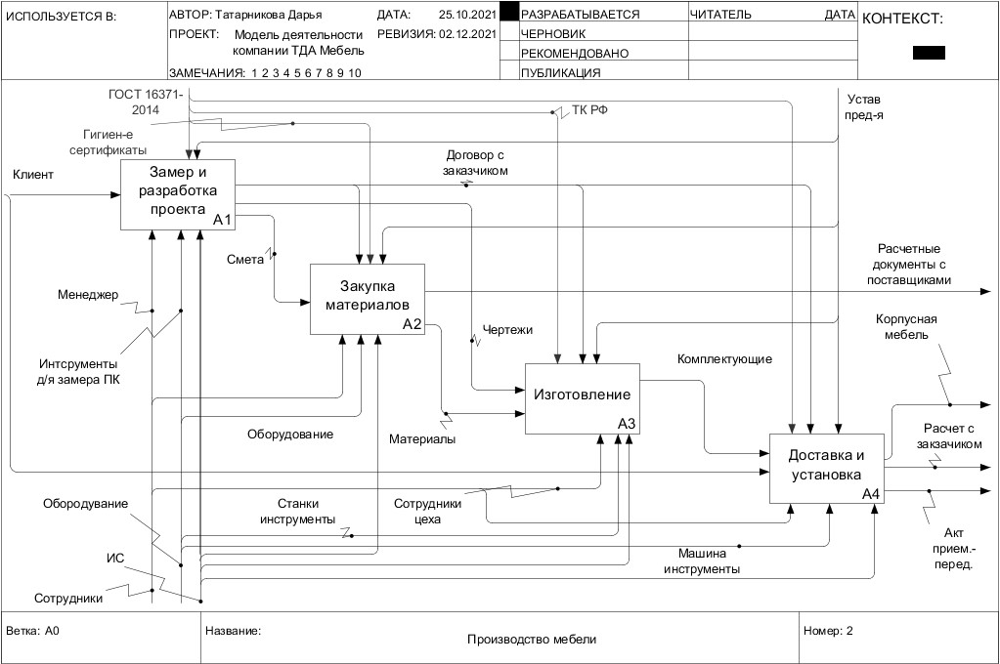 ИСПОЛЬЗУЕТСЯ В:
АВТОР: Татарникова Дарья
ДАТА: 25.10.2021
ПРОЕКТ: Модель деятельности
компании ТДА Мебель
РЕВИЗИЯ: 02.12.2021
ЗАМЕЧАНИЯ: 1 2 3 4 5 6 7 8 9 10
РАЗРАБАТЫВАЕТСЯ
ЧЕРНОВИК
РЕКОМЕНДОВАНО
ПУБЛИКАЦИЯ
ЧИТАТЕЛЬ ДАТА
КОНТЕКСТ:
ГОСТ 16371-
2014
ТК РФ
Устав
пред-я
Гигиен-е
сертификаты
Клиент
Замер и
разработка
проекта
A1
Договор с
заказчиком
Смета
Расчетные
документы с
поставщиками
Менеджер
Закупка
материалов
A2
Чертежи
Корпусная
мебель
Интсрументы
д/я замера ПК
Комплектующие
Изготовление
A3
Оборудование
Материалы
Расчет с
закзачиком
Доставка и
установка
A4
Обородувание
Станки
инструменты
Сотрудники
цеха
Акт
прием.-
перед.
ИС
Машина
инструменты
Сотрудники
Ветка: A0
Название:
Производство мебели
Номер: 2